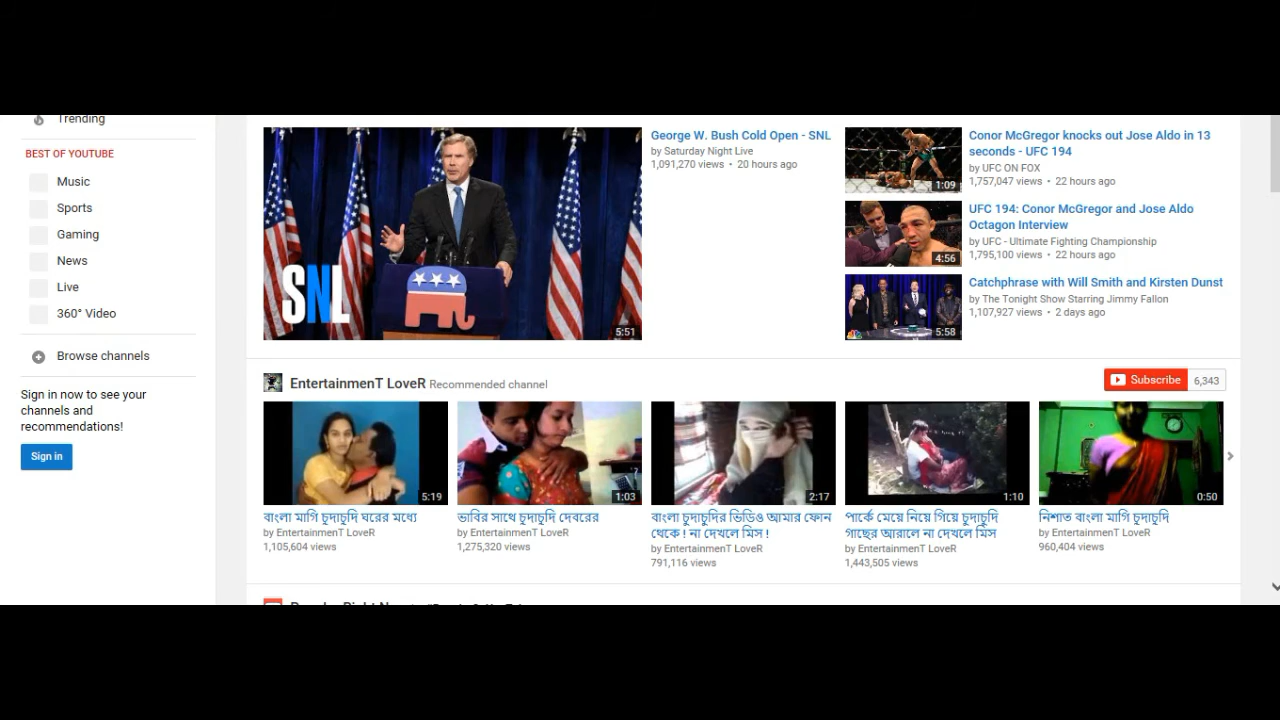 Trending
BEST OF YOUTUBE
Music
Sports
Gaming
News
Live
360° Video
Browse channels
Sign in now to see your
channels and
recommendations!
Sign in
SNL
5:51
George W. Bush Cold Open - SNL
by Saturday Night Live
1,091,270 views • 20 hours ago
1:09
Conor McGregor knocks out Jose Aldo in 13
seconds - UFC 194
by UFC ON FOX
1,757,047 views • 22 hours ago
4:56
UFC 194: Conor McGregor and Jose Aldo
Octagon Interview
by UFC - Ultimate Fighting Championship
1,795,100 views • 22 hours ago
5:58
Catchphrase with Will Smith and Kirsten Dunst
by The Tonight Show Starring Jimmy Fallon
1,107,927 views • 2 days ago
EntertainmenT LoveR Recommended channel
Subscribe 6,343
5:19
বাংলা মাগি চুদাচুদি ঘরের মধ্যে
by EntertainmenT LoveR
1,105,604 views
1:03
ভাবির সাথে চুদাচুদি দেবরের
by EntertainmenT LoveR
1,275,320 views
2:17
বাংলা চুদাচুদির ভিডিও আমার ফোন
থেকে ! না দেখলে মিস !
by EntertainmenT LoveR
791,116 views
1:10
পার্কে মেয়ে নিয়ে গিয়ে চুদাচুদি
গাছের আরালে না দেখলে মিস
by EntertainmenT LoveR
1,443,505 views
0:50
নিশাত বাংলা মাগি চুদাচুদি
by EntertainmenT LoveR
960,404 views